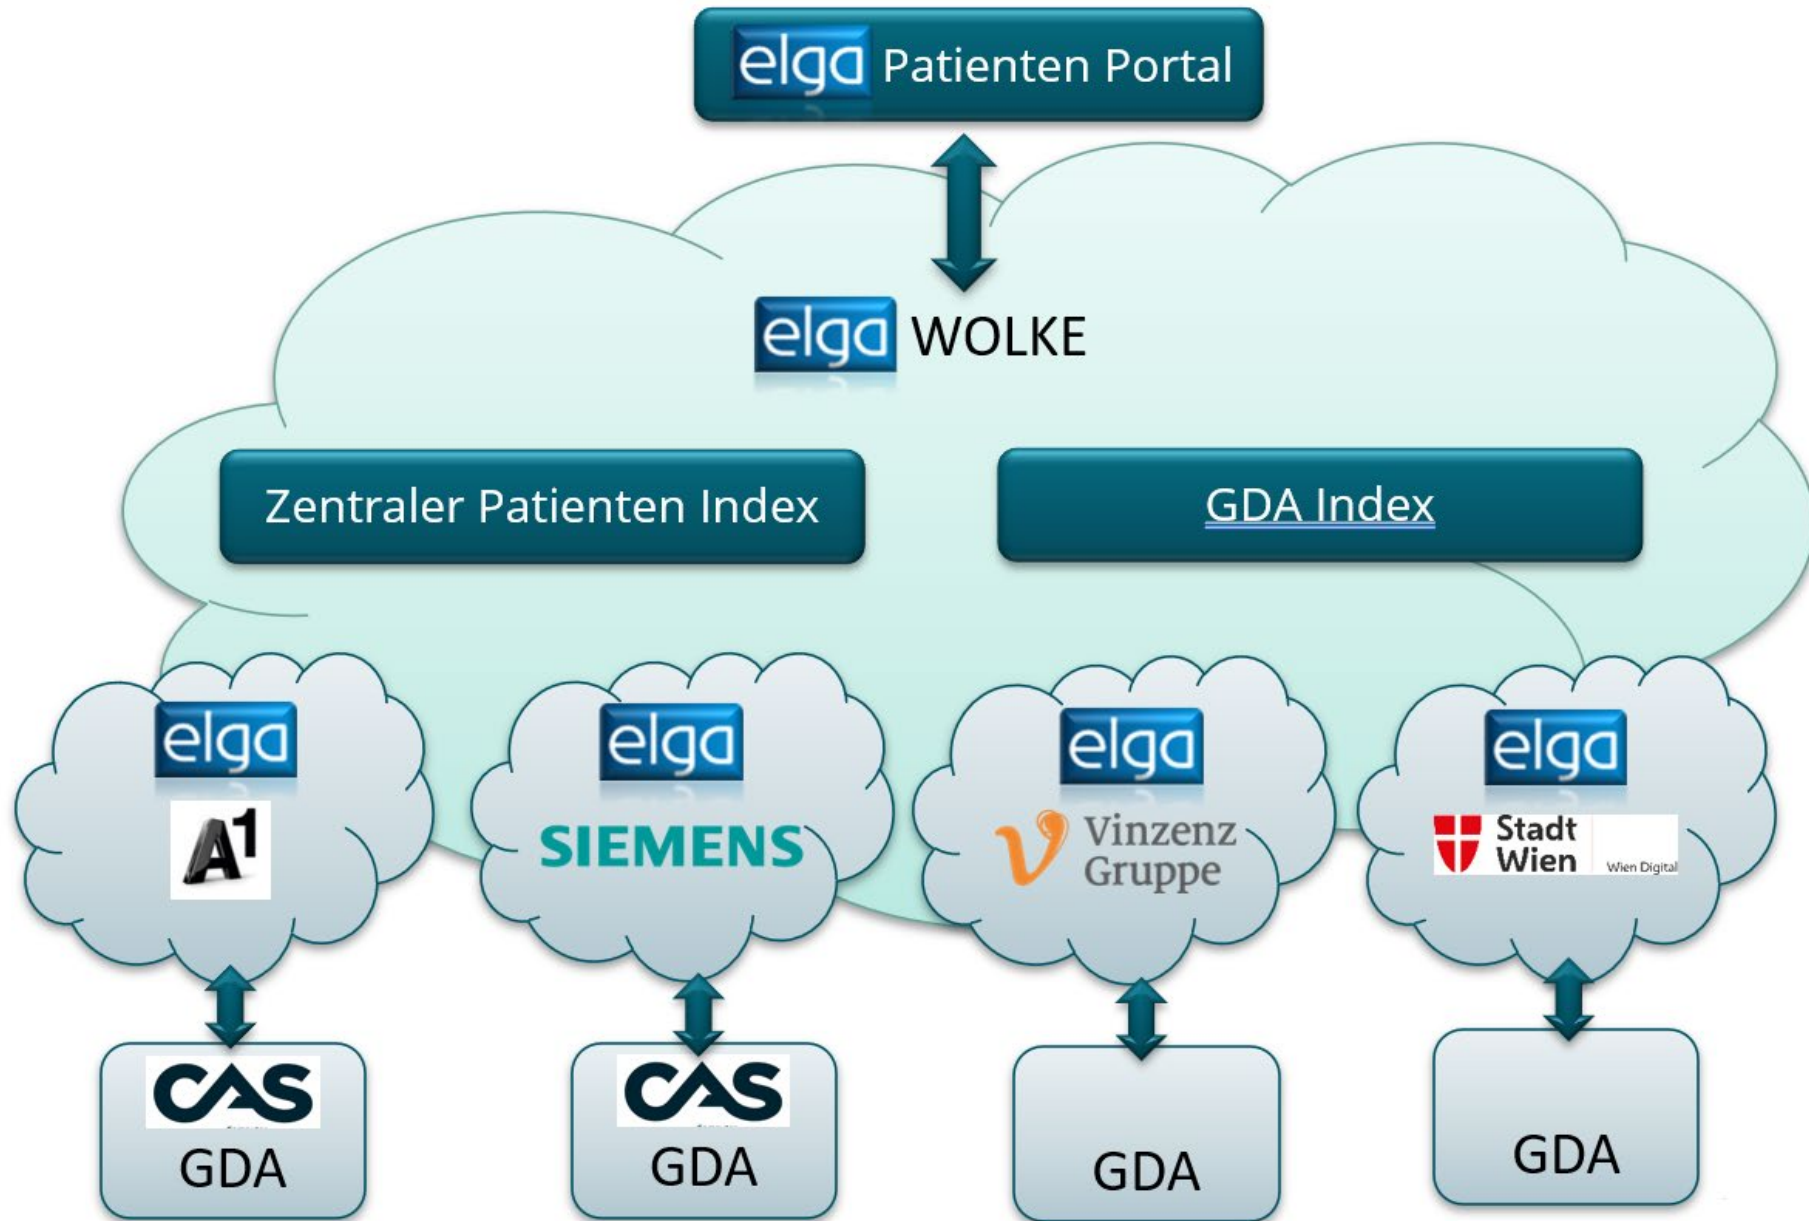 elga Patienten Portal
elga WOLKE
Zentraler Patienten Index
GDA Index
elga
A1
elga
SIEMENS
elga
Vinzenz
Gruppe
elga
Stadt
Wien
Wien Digital
CAS
GDA
CAS
GDA
GDA
GDA